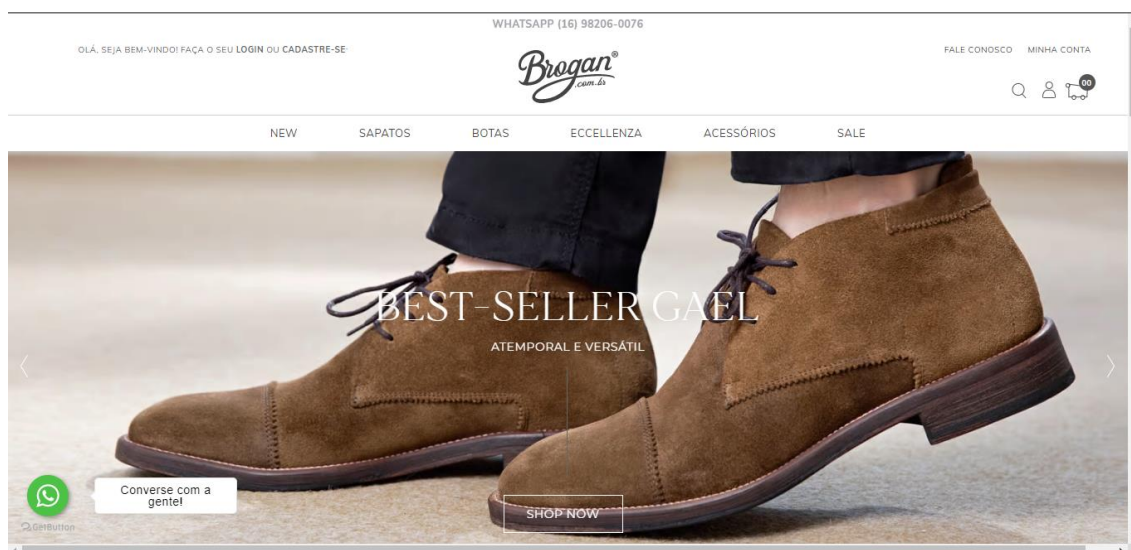 WHATSAPP (16) 98206-0076
OLÁ, SEJA BEM-VINDO! FAÇA O SEU LOGIN OU CADASTRE-SE
FALE CONOSCO MINHA CONTA
Brogan®
.com.br
00
NEW SAPATOS BOTAS ECCELLENZA ACESSÓRIOS SALE
BEST-SELLER GAEL
ATEMPORAL E VERSÁTIL
Converse com a
gente!
SHOP NOW
GetButton